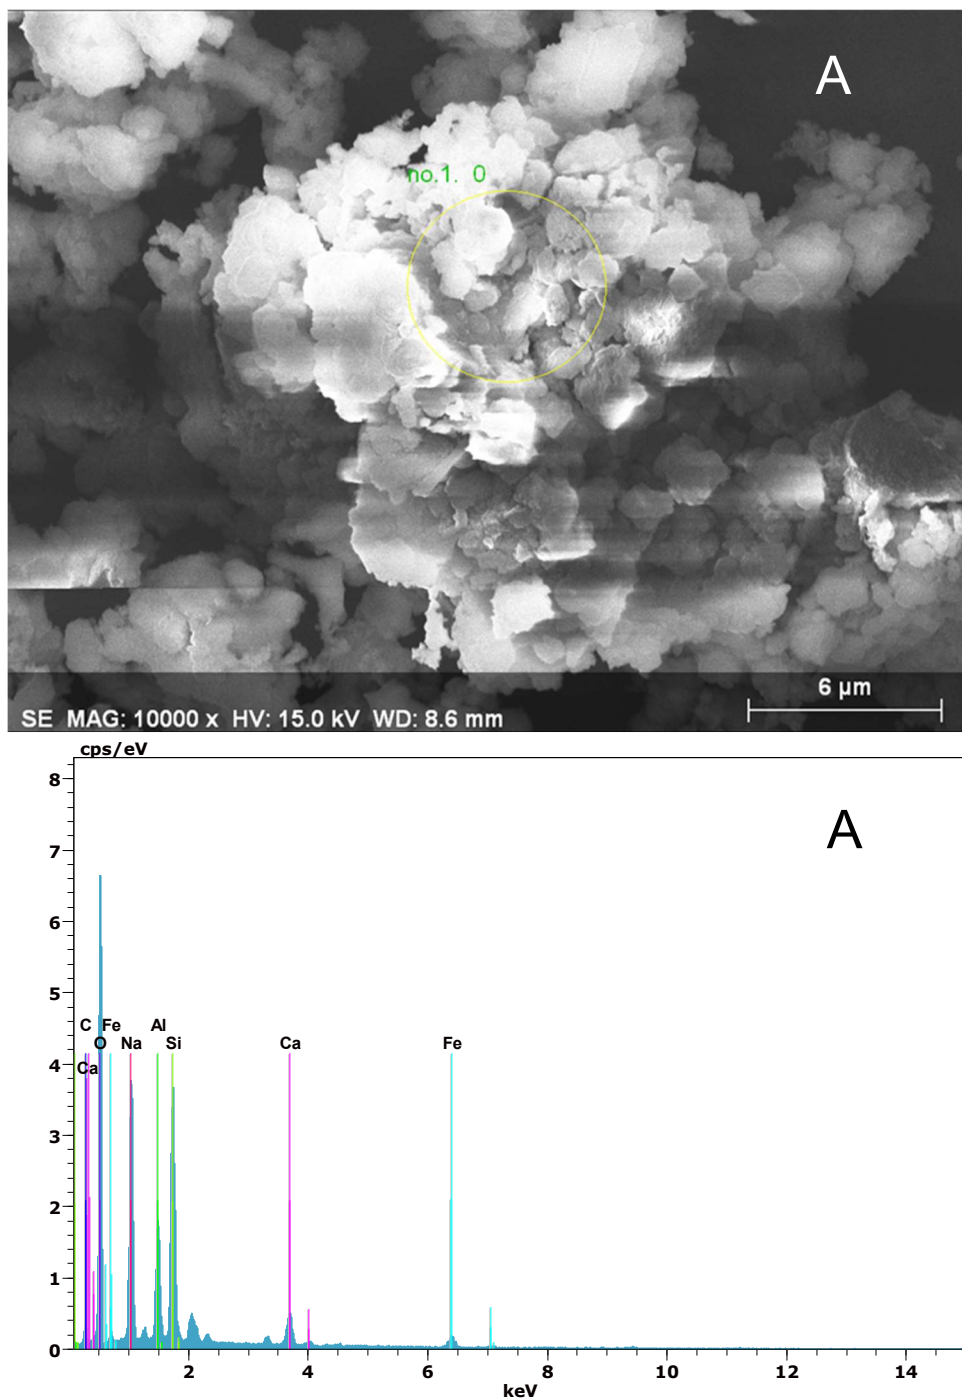 A
no.1. 0
6 µm
SE MAG: 10000 x HV: 15.0 kV WD: 8.6 mm
cps/eV
8
A
7
6
5
C Fe Al
O Na Si Ca Fe
4
Ca
3
2
1
0
2 4 6 8 10 12 14
keV